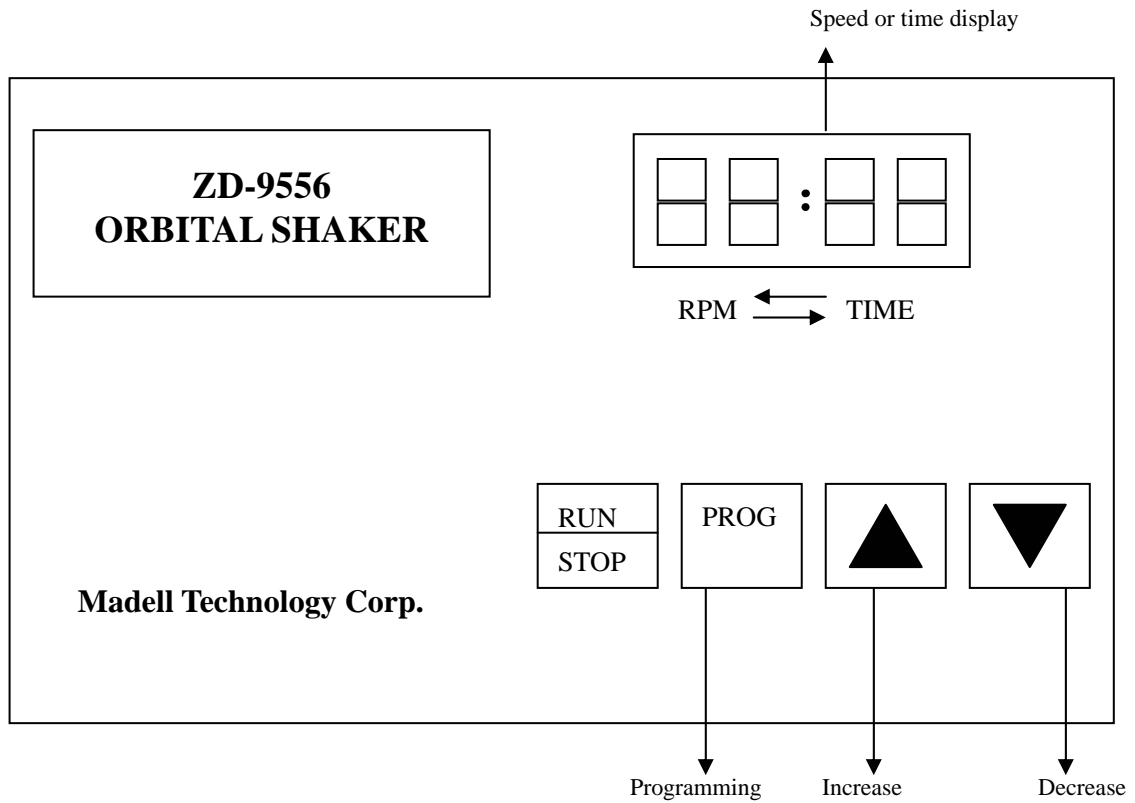 Speed or time display
ZD-9556
ORBITAL SHAKER
RPM TIME
RUN
STOP
PROG
Madell Technology Corp.
Programming Increase Decrease